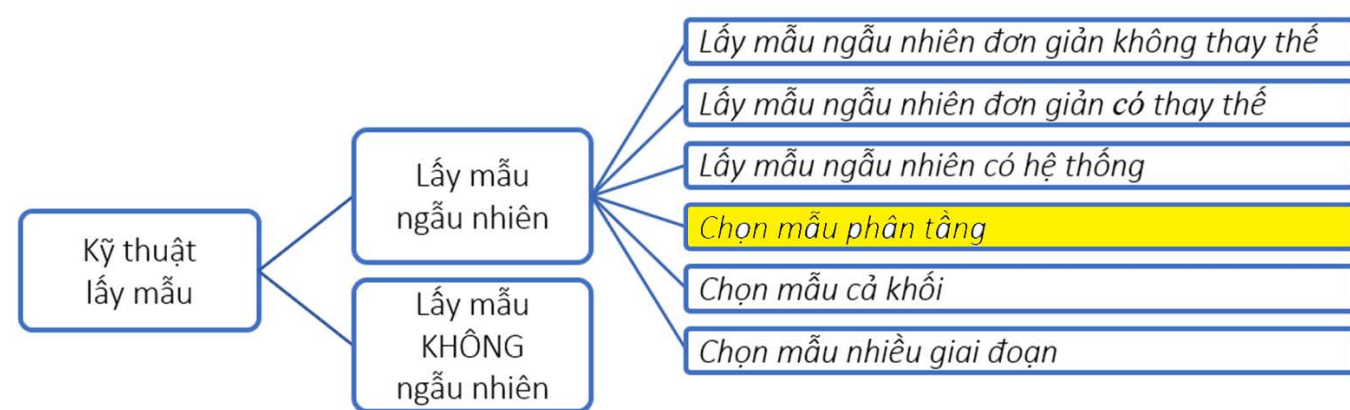 Kỹ thuật
lấy mẫu
Lấy mẫu
ngẫu nhiên
Lấy mẫu
KHÔNG
ngẫu nhiên
Lấy mẫu ngẫu nhiên đơn giản không thay thế
Lấy mẫu ngẫu nhiên đơn giản có thay thế
Lấy mẫu ngẫu nhiên có hệ thống
Chọn mẫu phân tầng
Chọn mẫu cả khối
Chọn mẫu nhiều giai đoạn